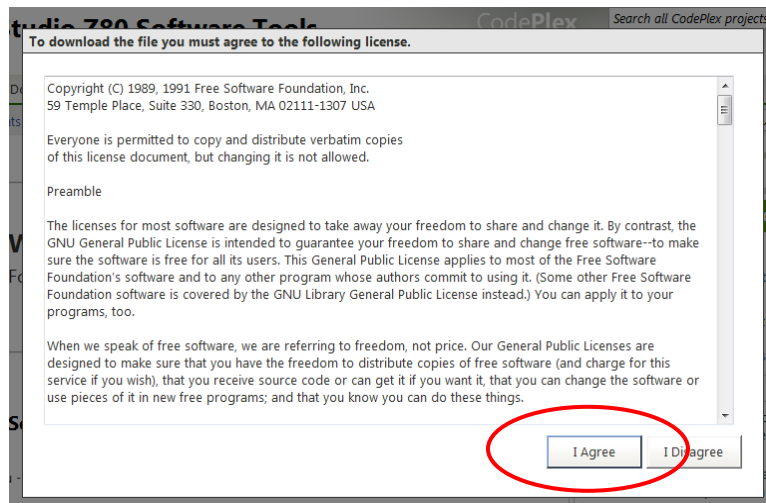 tudio Z80 Software Tools
CodePlex
Search all CodePlex projects
To download the file you must agree to the following license.
Copyright (C) 1989, 1991 Free Software Foundation, Inc.
59 Temple Place, Suite 330, Boston, MA 02111-1307 USA
Everyone is permitted to copy and distribute verbatim copies
of this license document, but changing it is not allowed.
Preamble
The licenses for most software are designed to take away your freedom to share and change it. By contrast, the
GNU General Public License is intended to guarantee your freedom to share and change free software--to make
sure the software is free for all its users. This General Public License applies to most of the Free Software
Foundation's software and to any other program whose authors commit to using it. (Some other Free Software
Foundation software is covered by the GNU Library General Public License instead.) You can apply it to your
programs, too.
When we speak of free software, we are referring to freedom, not price. Our General Public Licenses are
designed to make sure that you have the freedom to distribute copies of free software (and charge for this
service if you wish), that you receive source code or can get it if you want it, that you can change the software or
use pieces of it in new free programs; and that you know you can do these things.
I Agree
I Disagree